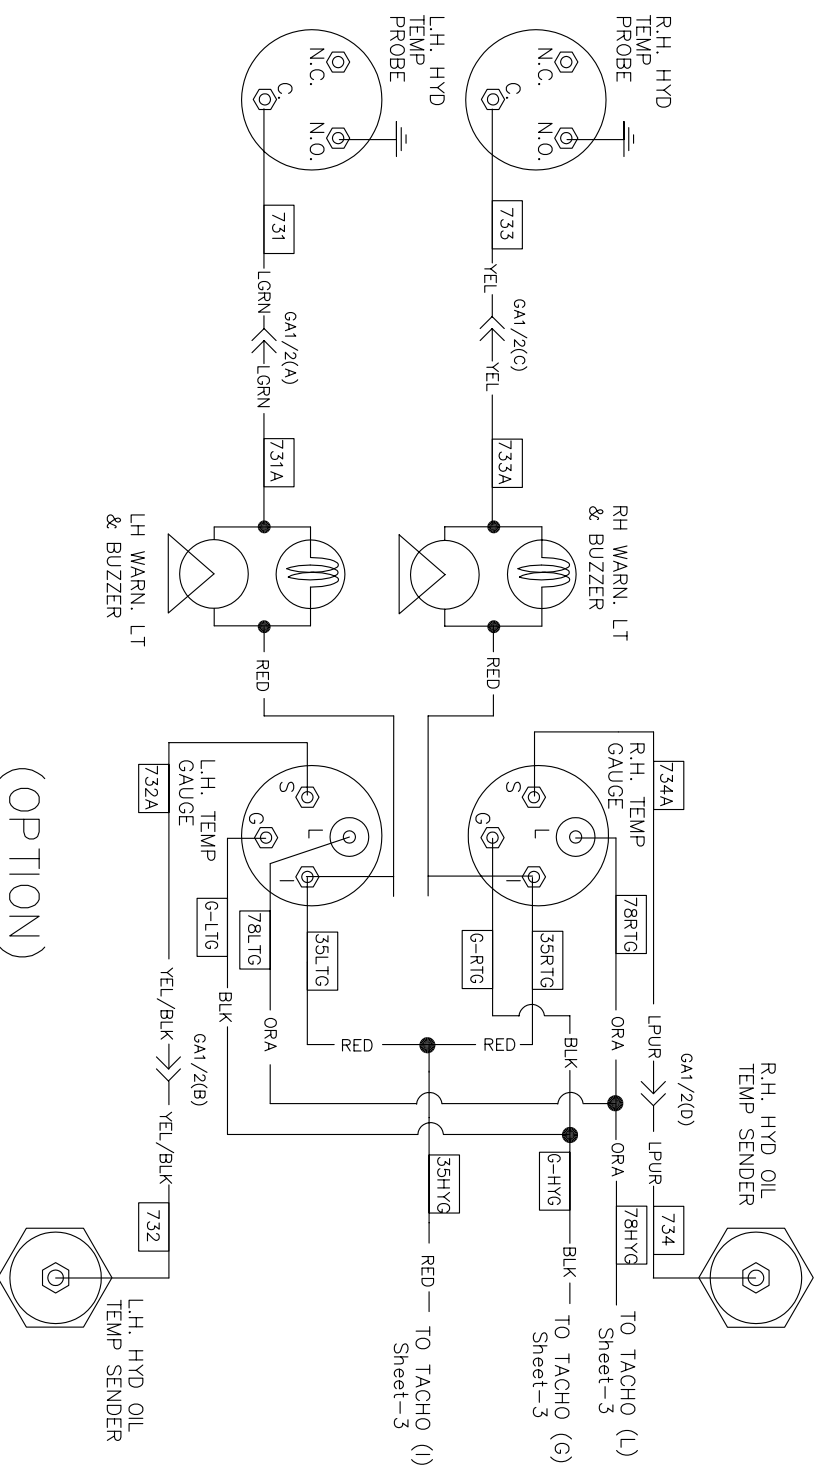 R.H. HYD
TEMP
PROBE
N.C.
C.
N.O.
L.H. HYD
TEMP
PROBE
N.C.
C.
N.O.
733
YEL
GA1/2(C)
YEL
733A
731
LGRN
GA1/2(A)
LGRN
731A
RH WARN. LT
& BUZZER
RED
LH WARN. LT
& BUZZER
RED
734A
R.H. TEMP
GAUGE
S
L
G
I
78RTG
35RTG
G-RTG
732A
L.H. TEMP
GAUGE
S
L
G
I
35LTG
78LTG
G-LTG
LPUR
GA1/2(D)
LPUR
734
R.H. HYD OIL
TEMP SENDER
ORA
ORA
78HYG
TO TACHO (L)
Sheet-3
BLK
G-HYG
BLK
TO TACHO (G)
Sheet-3
RED
RED
35HYG
RED
TO TACHO (I)
Sheet-3
ORA
BLK
YEL/BLK
GA1/2(B)
YEL/BLK
732
L.H. HYD OIL
TEMP SENDER
(OPTION)